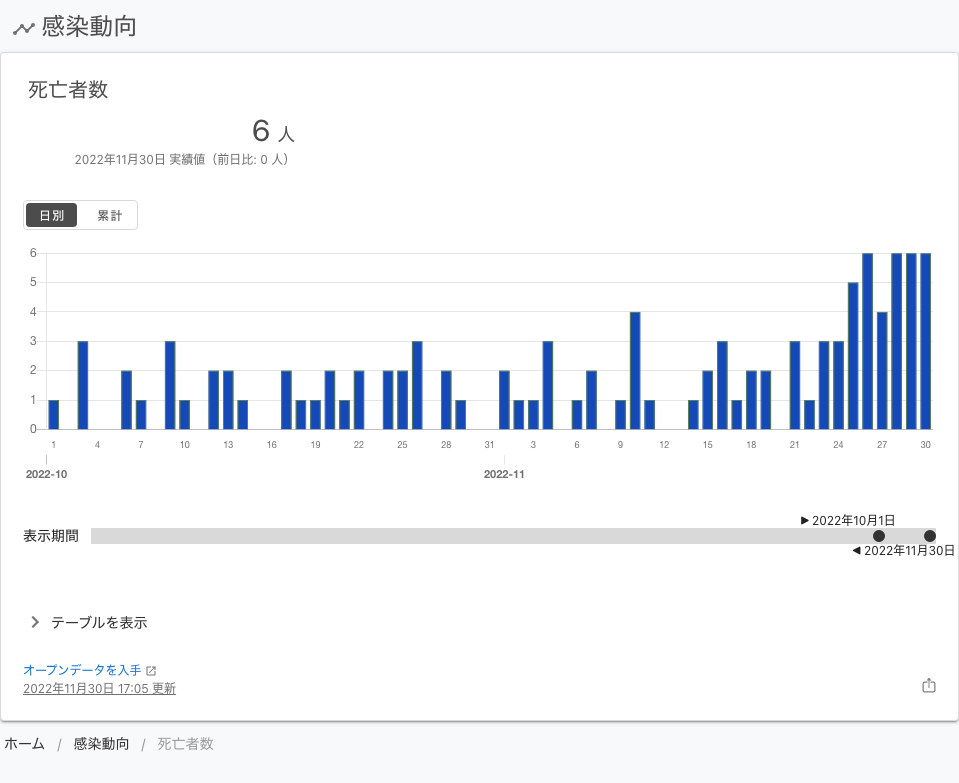 感染動向
死亡者数
6 人
2022年11月30日 実績値（前日比: 0 人）
日別 累計
6
5
4
3
2
1
0
1 4 7 10 13 16 19 22 25 28 31 3 6 9 12 15 18 21 24 27 30
2022-10 2022-11
▶ 2022年10月1日
表示期間
◀ 2022年11月30日
テーブルを表示
オープンデータを入手
2022年11月30日 17:05 更新
ホーム / 感染動向 / 死亡者数